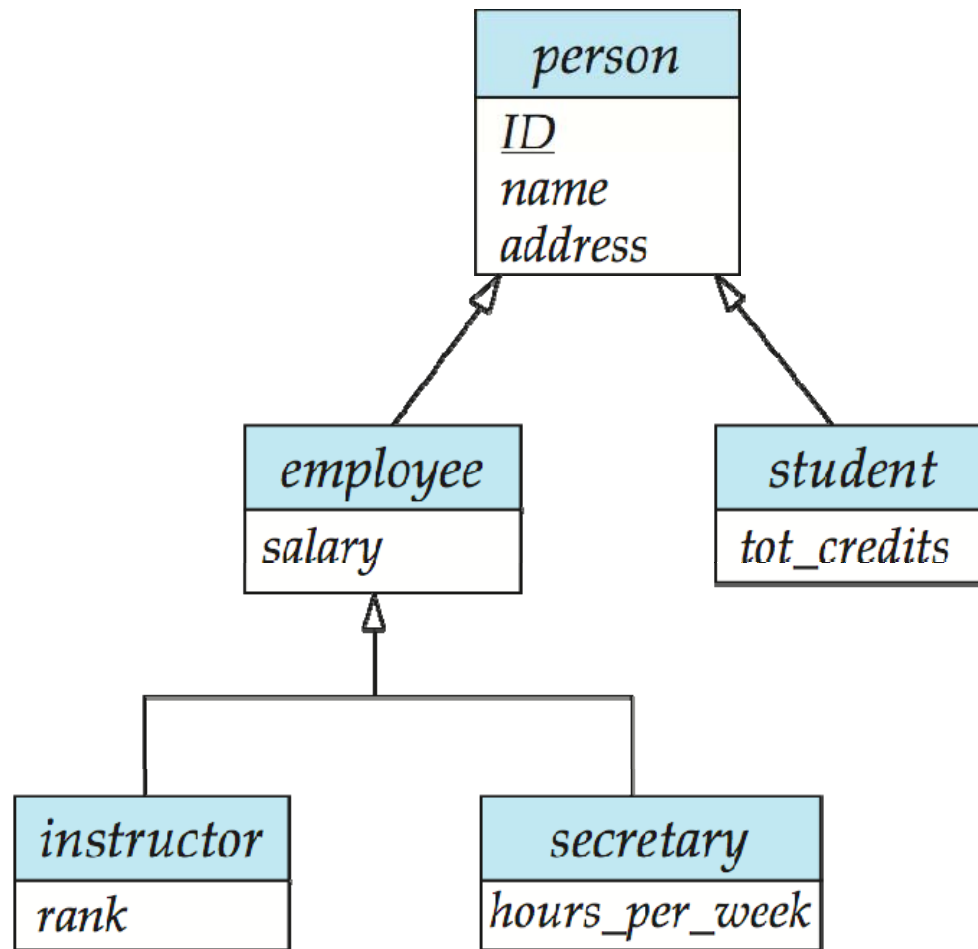 person
ID
name
address
employee
salary
student
tot_credits
instructor
rank
secretary
hours_per_week